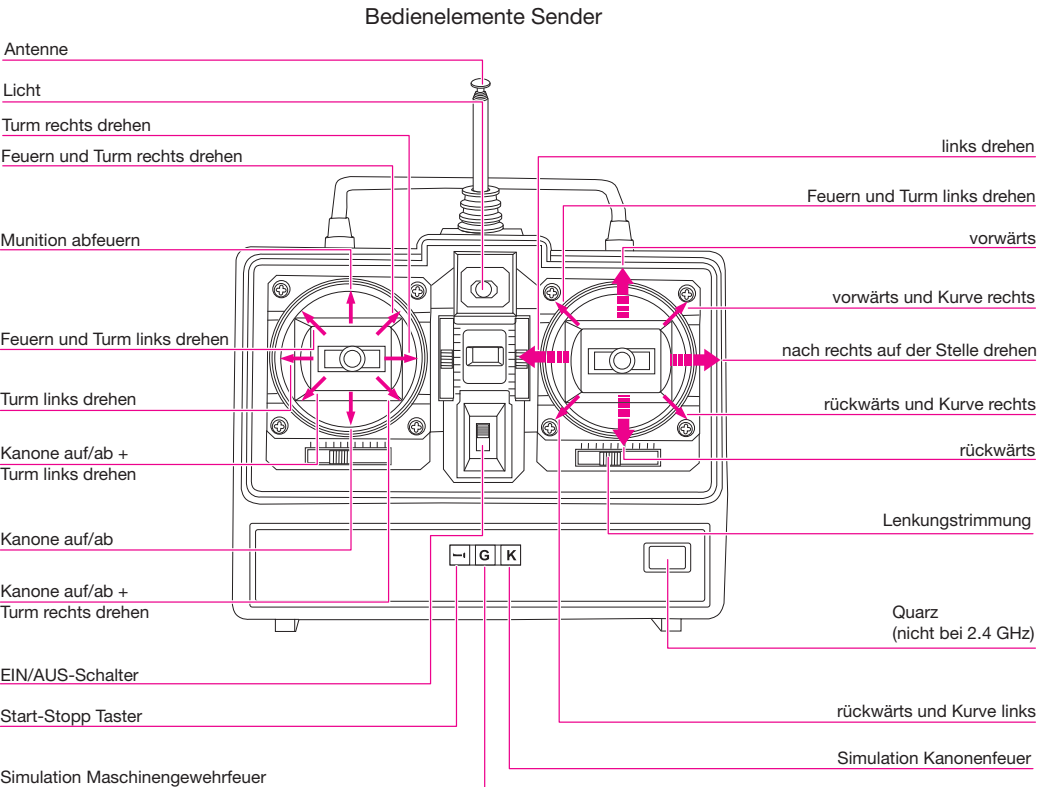 Bedienelemente Sender
Antenne
Licht
Turm rechts drehen
Feuern und Turm rechts drehen
Munition abfeuern
Feuern und Turm links drehen
Turm links drehen
Kanone auf/ab +
Turm links drehen
Kanone auf/ab
Kanone auf/ab +
Turm rechts drehen
EIN/AUS-Schalter
Start-Stopp Taster
Simulation Maschinengewehrfeuer
links drehen
Feuern und Turm links drehen
vorwärts
vorwärts und Kurve rechts
nach rechts auf der Stelle drehen
rückwärts und Kurve rechts
rückwärts
Lenkungstrimmung
Quarz
(nicht bei 2.4 GHz)
rückwärts und Kurve links
Simulation Kanonenfeuer
G K